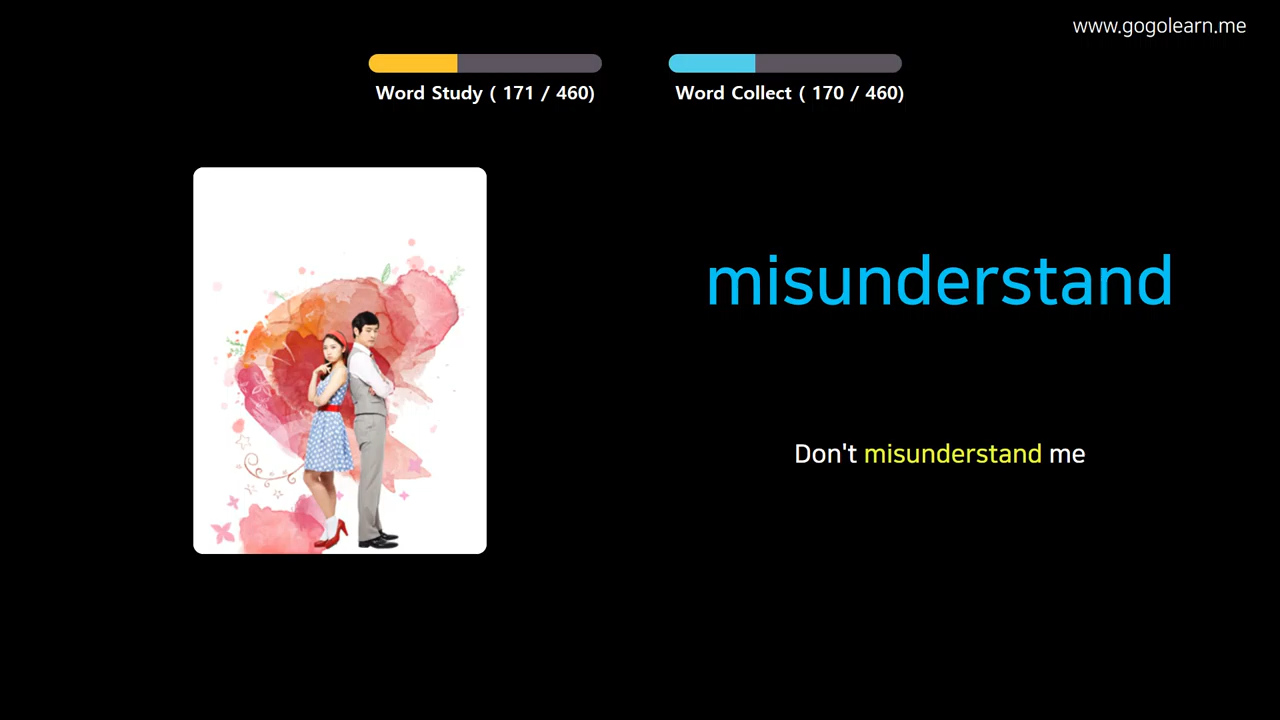 www.gogolearn.me
Word Study ( 171 / 460)
Word Collect ( 170 / 460)
misunderstand
Don't misunderstand me